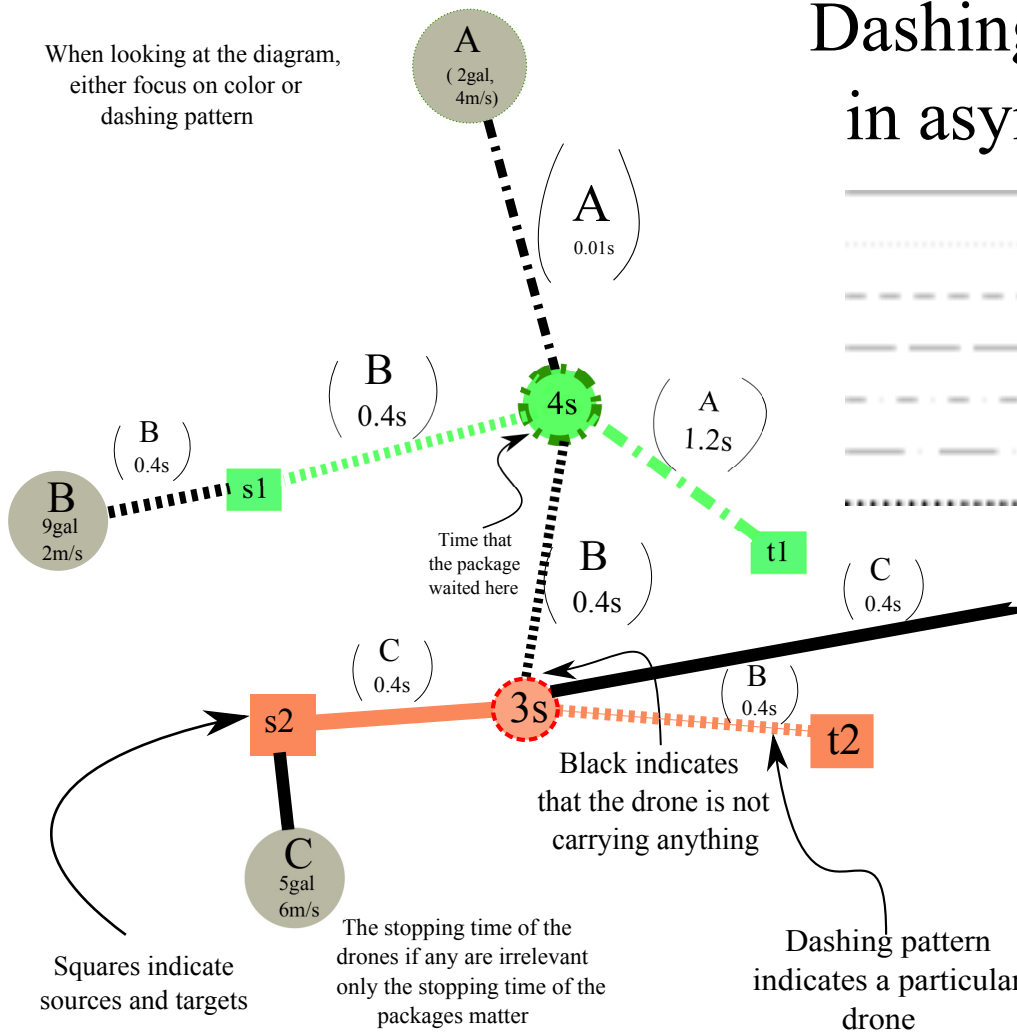 When looking at the diagram,
either focus on color or
dashing pattern
A
( 2gal,
4m/s)
Dashing
in asy
A
0.01s
B
0.4s
B
0.4s
4s
A
1.2s
s1
B
9gal
2m/s
Time that
the package
waited here
t1
B
0.4s
C
0.4s
C
0.4s
B
0.4s
s2
3s
t2
Black indicates
that the drone is not
carrying anything
C
5gal
6m/s
The stopping time of the
drones if any are irrelevant
only the stopping time of the
packages matter
Squares indicate
sources and targets
Dashing pattern
indicates a particular
drone